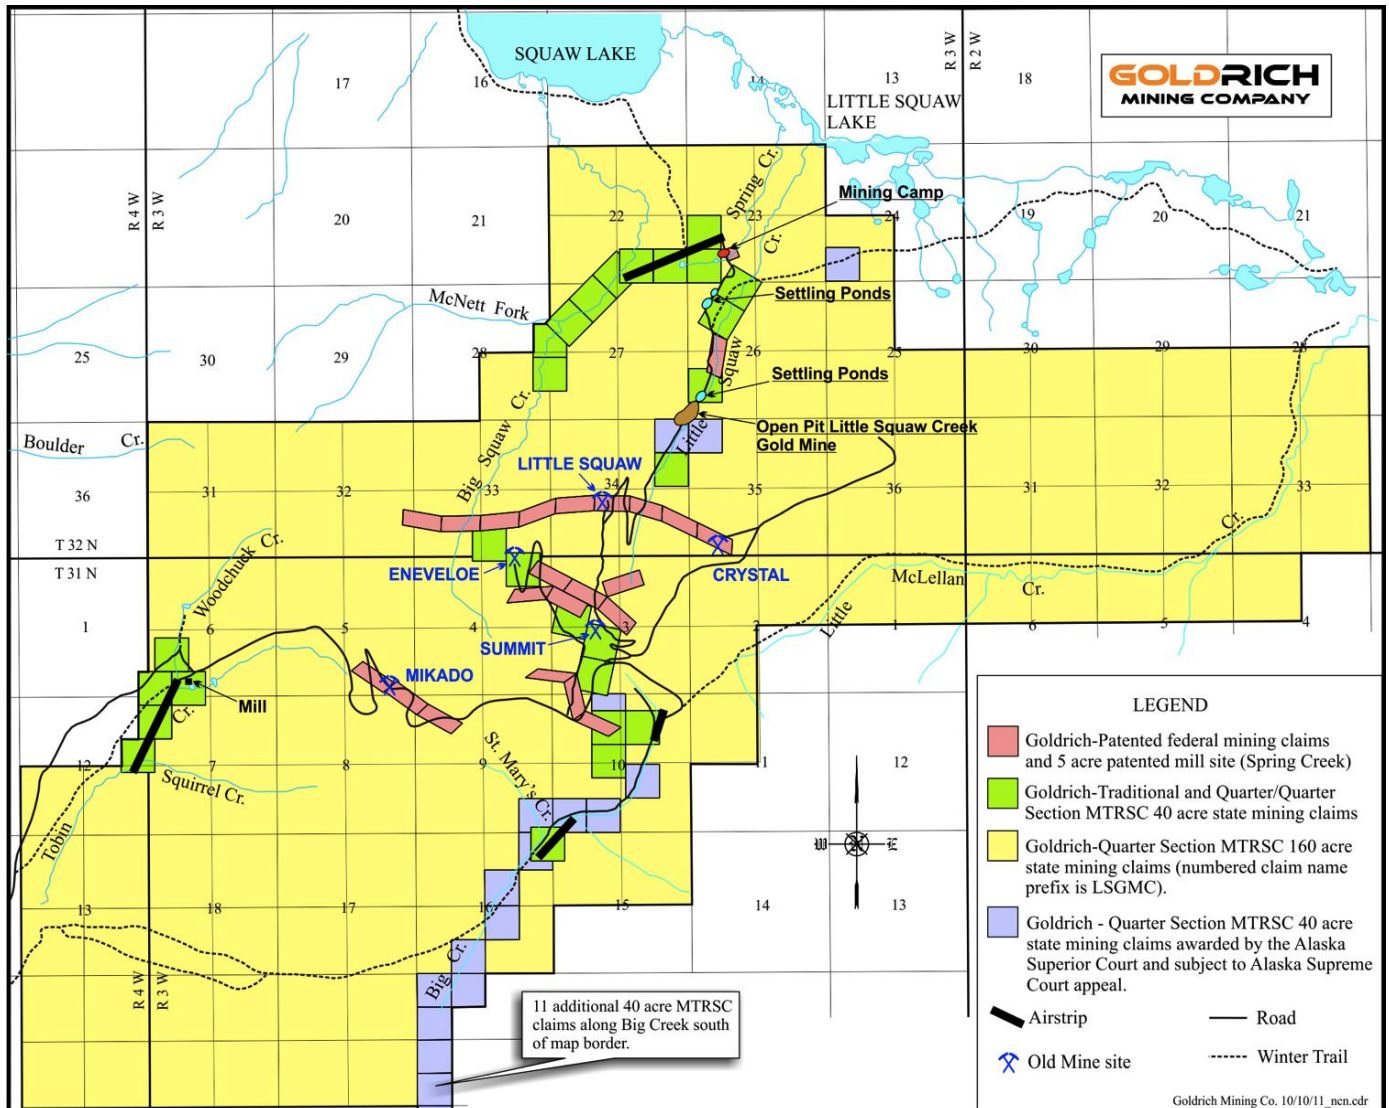 SQUAW LAKE
R 3 W
R 2 W
17
16
14
13
18
GOLDRICH
MINING COMPANY
LITTLE SQUAW
LAKE
Spring Cr.
Mining Camp
R 4 W
R 3 W
20
21
22
23
24
19
20
21
Cr.
McNett Fork
Settling Ponds
25
30
29
28
27
26
25
30
29
28
Squaw
Settling Ponds
Big Squaw Cr.
Little
Open Pit Little Squaw Creek
Gold Mine
Boulder Cr.
LITTLE SQUAW
36
31
32
33
34
35
36
31
32
33
Cr.
T 32 N
T 31 N
Woodchuck Cr.
ENEVELOE
CRYSTAL
McLellan
Cr.
Little
1
6
5
4
3
2
1
6
5
4
SUMMIT
MIKADO
Mill
Cr.
St. Mary's Cr.
12
7
8
9
10
11
12
Squirrel Cr.
Tobin
W
E
13
18
17
16
15
14
13
Big Cr.
R 4 W
R 3 W
11 additional 40 acre MTRSC
claims along Big Creek south
of map border.
LEGEND
Goldrich-Patented federal mining claims
and 5 acre patented mill site (Spring Creek)
Goldrich-Traditional and Quarter/Quarter
Section MTRSC 40 acre state mining claims
Goldrich-Quarter Section MTRSC 160 acre
state mining claims (numbered claim name
prefix is LSGMC).
Goldrich - Quarter Section MTRSC 40 acre
state mining claims awarded by the Alaska
Superior Court and subject to Alaska Supreme
Court appeal.
Airstrip
Road
Old Mine site
Winter Trail
Goldrich Mining Co. 10/10/11_ncn.cdr